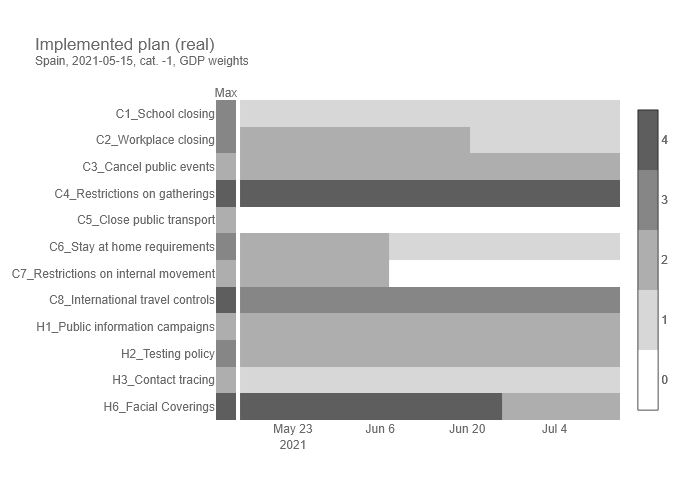 Implemented plan (real)
Spain, 2021-05-15, cat. -1, GDP weights
Max
C1_School closing
C2_Workplace closing
C3_Cancel public events
C4_Restrictions on gatherings
C5_Close public transport
C6_Stay at home requirements
C7_Restrictions on internal movement
C8_International travel controls
H1_Public information campaigns
H2_Testing policy
H3_Contact tracing
H6_Facial Coverings
May 23
2021
Jun 6
Jun 20
Jul 4
4
3
2
1
0